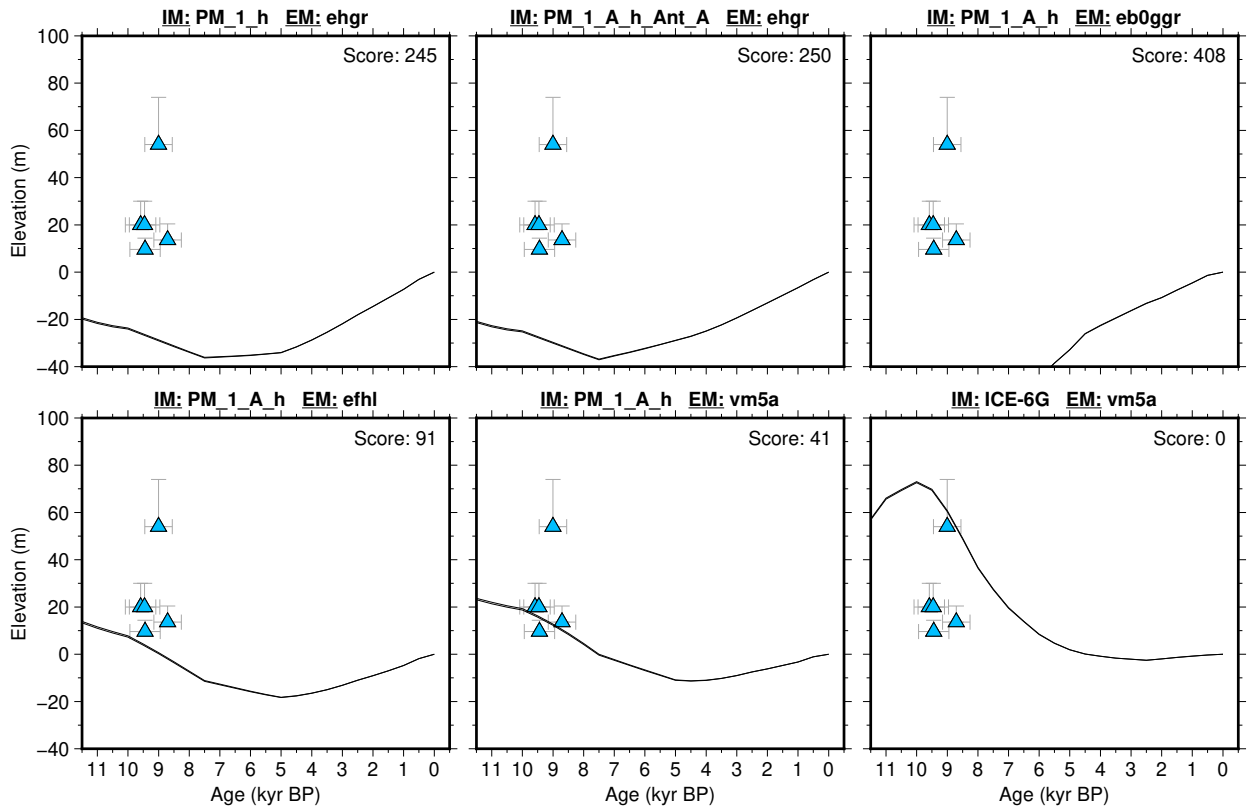 IM: PM_1_h EM: ehgr
IM: PM_1_A_h_Ant_A EM: ehgr
IM: PM_1_A_h EM: eb0ggr
Score: 245
Score: 250
Score: 408
Elevation (m)
100
80
60
40
20
0
−20
−40
IM: PM_1_A_h EM: efhl
IM: PM_1_A_h EM: vm5a
IM: ICE-6G EM: vm5a
Score: 91
Score: 41
Score: 0
Elevation (m)
100
80
60
40
20
0
−20
−40
11 10 9 8 7 6 5 4 3 2 1 0
11 10 9 8 7 6 5 4 3 2 1 0
11 10 9 8 7 6 5 4 3 2 1 0
Age (kyr BP)
Age (kyr BP)
Age (kyr BP)